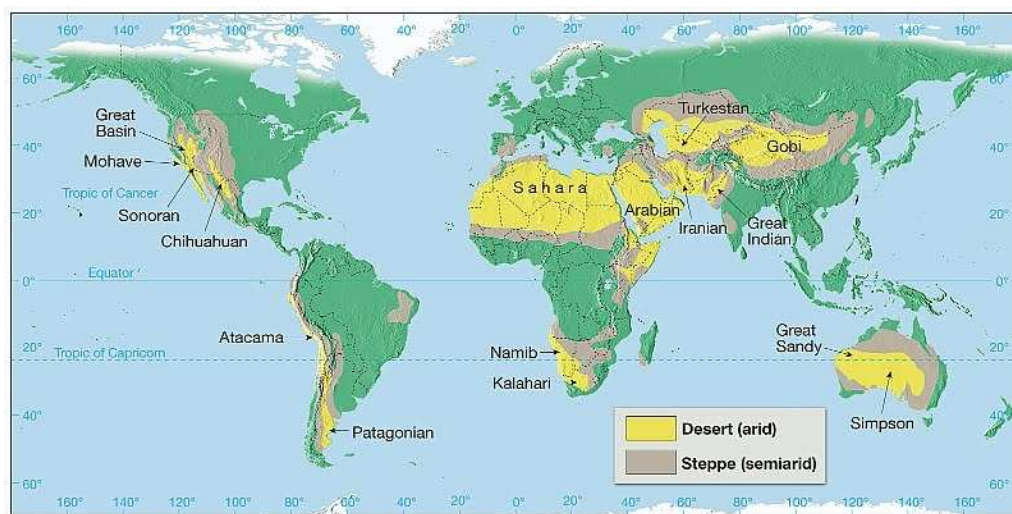 160° 140° 120° 100° 80° 60° 40° 20° 0° 20° 40° 60° 80° 100° 120° 140° 160°
60° 60°
Great
Basin
Turkestan
40° 40°
Mohave
Gobi
Tropic of Cancer
Sahara
Sonoran
20° 20°
Arabian
Iranian
Great
Indian
Chihuahuan
Equator
0° 0°
Atacama
Great
Sandy
20° 20°
Tropic of Capricorn
Namib
Kalahari
Simpson
40° 40°
Patagonian
Desert (arid)
Steppe (semiarid)
60° 60°
160° 140° 120° 100° 80° 60° 40° 20° 0° 20° 40° 60° 80° 100° 120° 140° 160°